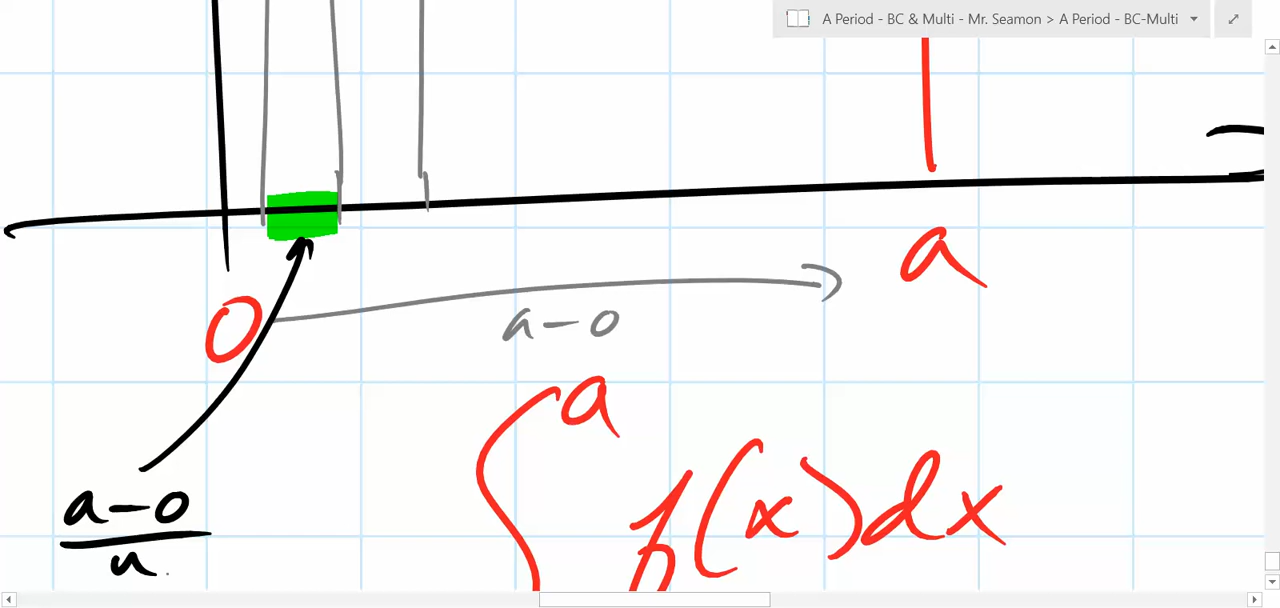 A Period - BC & Multi - Mr. Seamon > A Period - BC-Multi
a
0
a-0
a
∫ f(x)dx
a-0
n